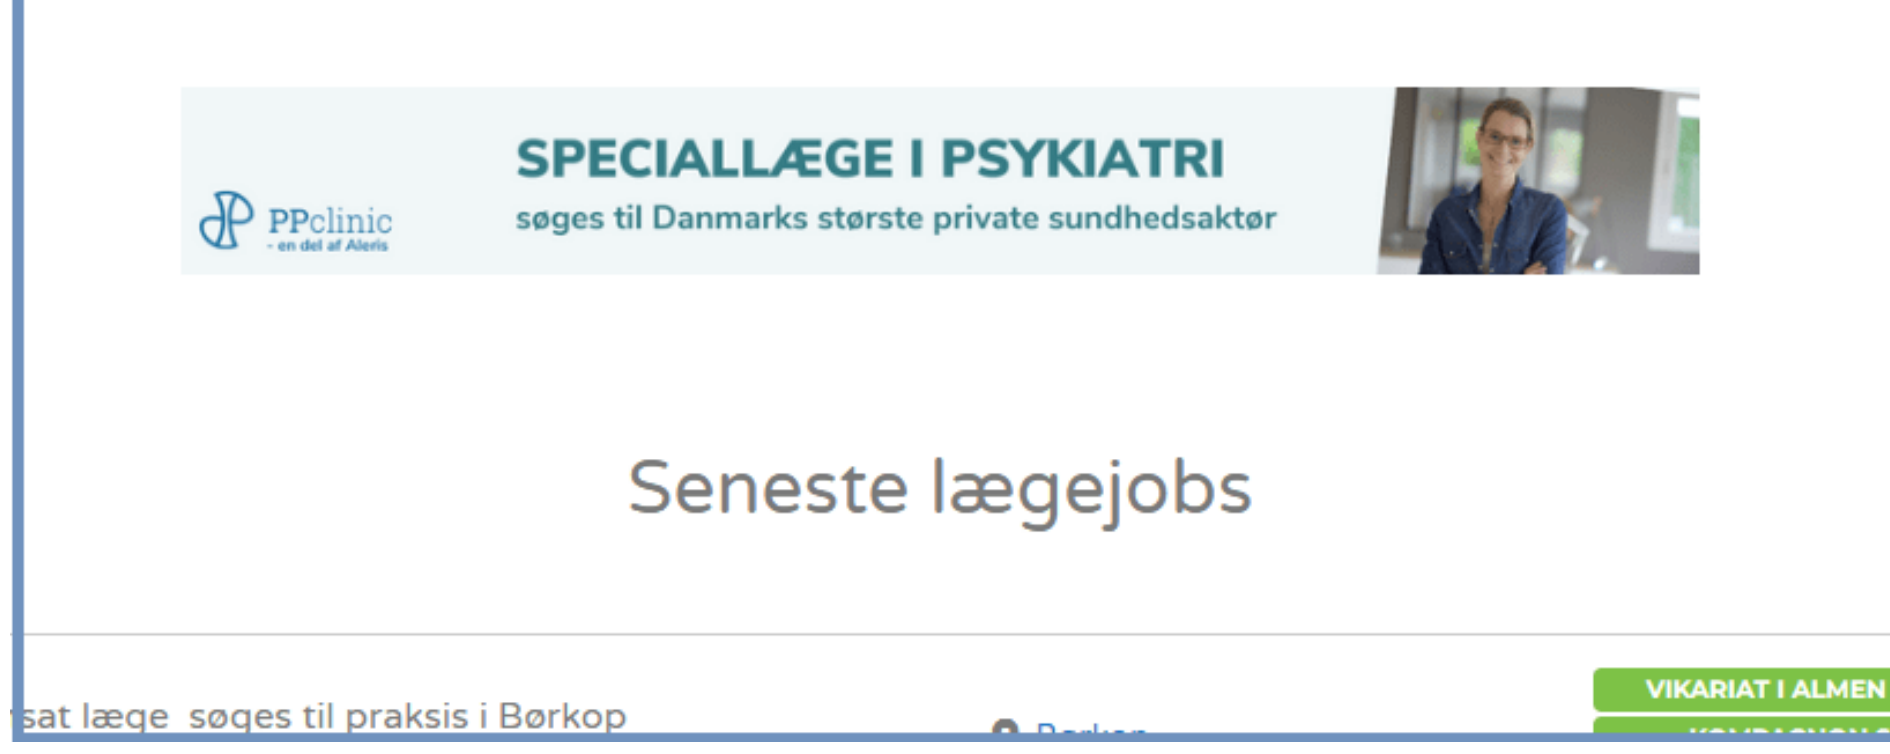 SPECIALLÆGE I PSYKIATRI
søges til Danmarks største private sundhedsaktør
PPclinic
- en del af Aleris
Seneste lægejobs
VIKARIAT I ALMEN
sat læge søges til praksis i Børkop
Børkop